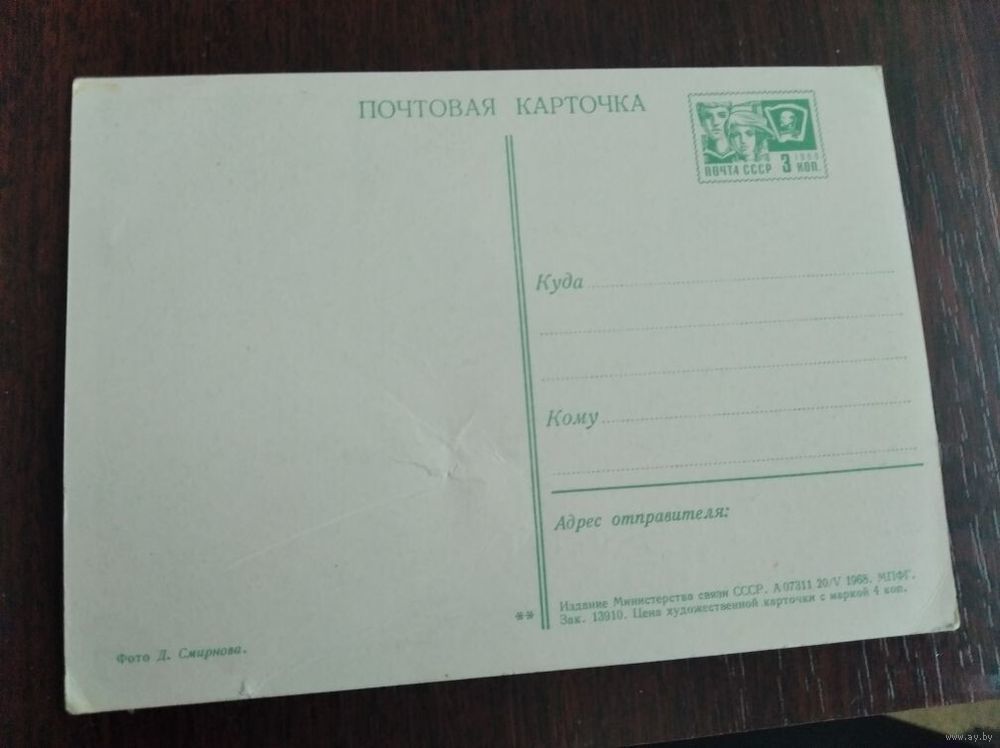 ПОЧТОВАЯ КАРТОЧКА
1966
ПОЧТА СССР 3 КОП.
Куда
Кому
Адрес отправителя:
Издание Министерства связи СССР. А 07311 20/V 1968. МПФГ.
Зак. 13910. Цена художественной карточки с маркой 4 коп.
**
Фото Д. Смирнова.
www.ay.by